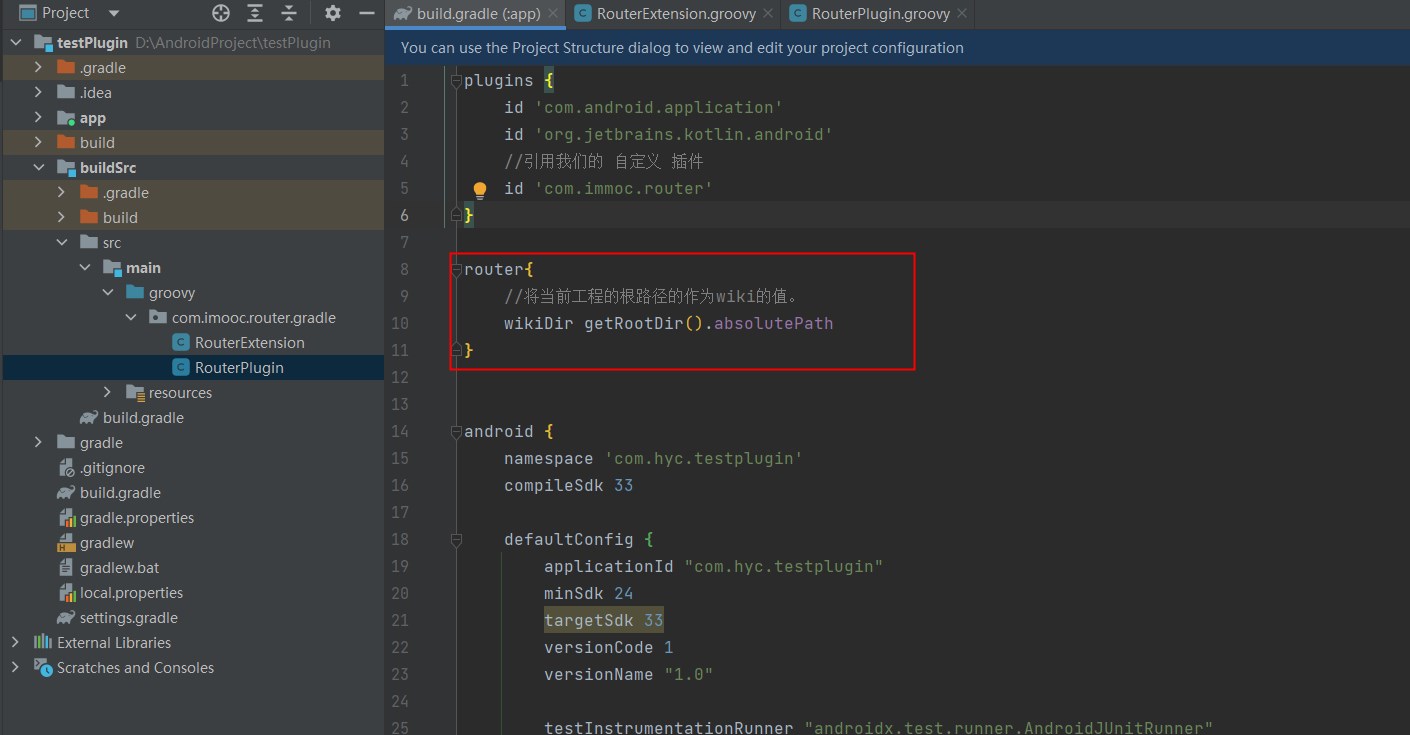 Project
testPlugin D:\AndroidProject\testPlugin
.gradle
.idea
app
build
buildSrc
.gradle
build
src
main
groovy
com.imooc.router.gradle
RouterExtension
RouterPlugin
resources
build.gradle
gradle
.gitignore
build.gradle
gradle.properties
gradlew
gradlew.bat
local.properties
settings.gradle
External Libraries
Scratches and Consoles
build.gradle (:app) RouterExtension.groovy RouterPlugin.groovy
You can use the Project Structure dialog to view and edit your project configuration
1 plugins {
2 id 'com.android.application'
3 id 'org.jetbrains.kotlin.android'
4 //引用我们的 自定义 插件
5 id 'com.immoc.router'
6 }
7
8 router{
9 //将当前工程的根路径的作为wiki的值。
10 wikiDir getRootDir().absolutePath
11 }
12
13
14 android {
15 namespace 'com.hyc.testplugin'
16 compileSdk 33
17
18 defaultConfig {
19 applicationId "com.hyc.testplugin"
20 minSdk 24
21 targetSdk 33
22 versionCode 1
23 versionName "1.0"
24
25 testInstrumentationRunner "androidx.test.runner.AndroidJUnitRunner"